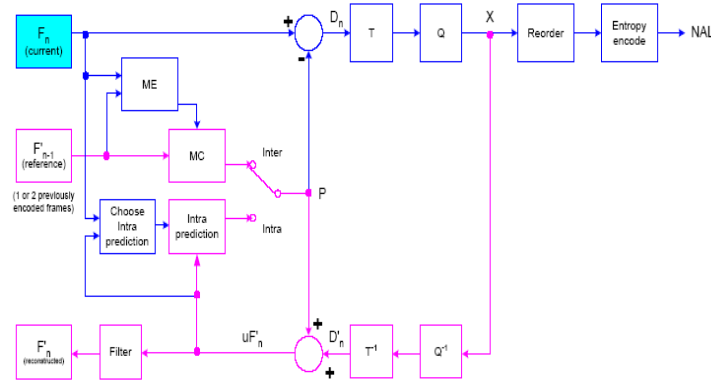 Fn
(current)
+
Dn
T
Q
X
Reorder
Entropy
encode
NAL
-
ME
F'n-1
(reference)
MC
Inter
(1 or 2 previously
encoded frames)
P
Choose
Intra
prediction
Intra
prediction
Intra
+
F'n
(reconstructed)
Filter
uF'n
+
D'n
T-1
Q-1